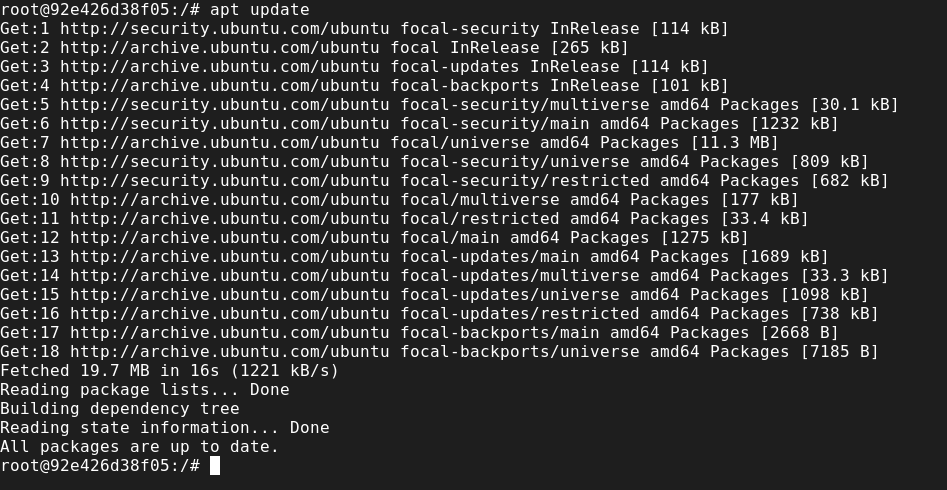 root@92e426d38f05:/# apt update
Get:1 http://security.ubuntu.com/ubuntu focal-security InRelease [114 kB]
Get:2 http://archive.ubuntu.com/ubuntu focal InRelease [265 kB]
Get:3 http://archive.ubuntu.com/ubuntu focal-updates InRelease [114 kB]
Get:4 http://archive.ubuntu.com/ubuntu focal-backports InRelease [101 kB]
Get:5 http://security.ubuntu.com/ubuntu focal-security/multiverse amd64 Packages [30.1 kB]
Get:6 http://security.ubuntu.com/ubuntu focal-security/main amd64 Packages [1232 kB]
Get:7 http://archive.ubuntu.com/ubuntu focal/universe amd64 Packages [11.3 MB]
Get:8 http://security.ubuntu.com/ubuntu focal-security/universe amd64 Packages [809 kB]
Get:9 http://security.ubuntu.com/ubuntu focal-security/restricted amd64 Packages [682 kB]
Get:10 http://archive.ubuntu.com/ubuntu focal/multiverse amd64 Packages [177 kB]
Get:11 http://archive.ubuntu.com/ubuntu focal/restricted amd64 Packages [33.4 kB]
Get:12 http://archive.ubuntu.com/ubuntu focal/main amd64 Packages [1275 kB]
Get:13 http://archive.ubuntu.com/ubuntu focal-updates/main amd64 Packages [1689 kB]
Get:14 http://archive.ubuntu.com/ubuntu focal-updates/multiverse amd64 Packages [33.3 kB]
Get:15 http://archive.ubuntu.com/ubuntu focal-updates/universe amd64 Packages [1098 kB]
Get:16 http://archive.ubuntu.com/ubuntu focal-updates/restricted amd64 Packages [738 kB]
Get:17 http://archive.ubuntu.com/ubuntu focal-backports/main amd64 Packages [2668 B]
Get:18 http://archive.ubuntu.com/ubuntu focal-backports/universe amd64 Packages [7185 B]
Fetched 19.7 MB in 16s (1221 kB/s)
Reading package lists... Done
Building dependency tree
Reading state information... Done
All packages are up to date.
root@92e426d38f05:/#